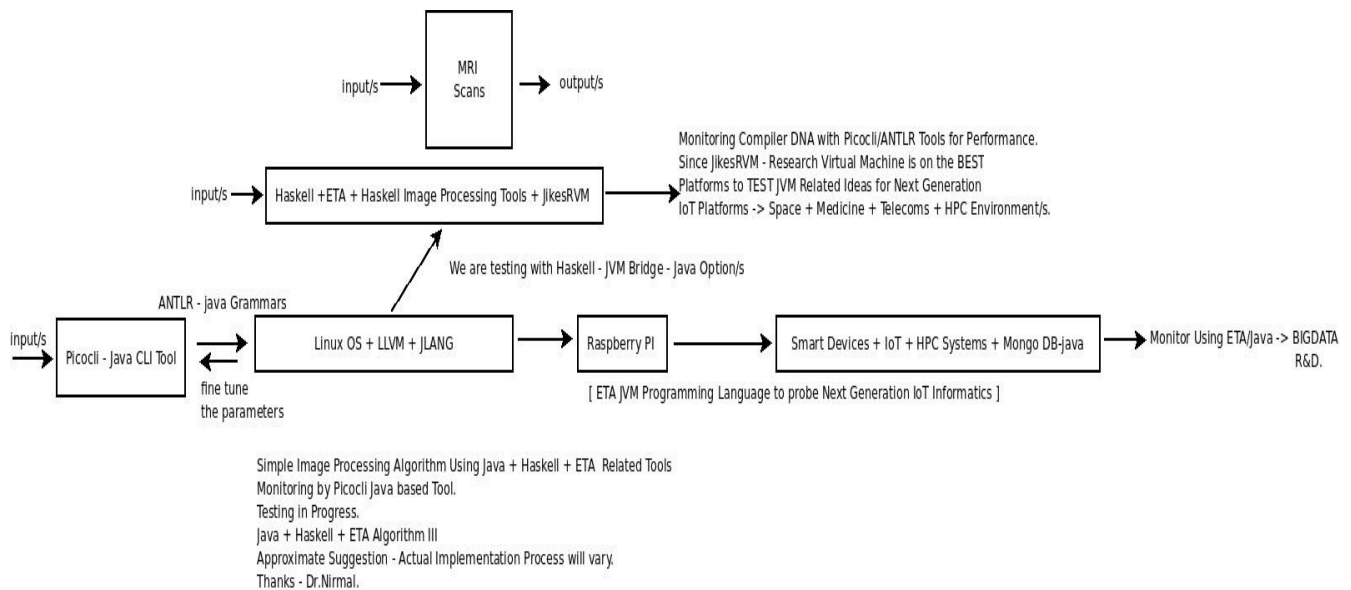 MRI
Scans
input/s
output/s
Monitoring Compiler DNA with Picocli/ANTLR Tools for Performance.
Since JikesRVM - Research Virtual Machine is on the BEST
Platforms to TEST JVM Related Ideas for Next Generation
IoT Platforms -> Space + Medicine + Telecoms + HPC Environment/s.
input/s
Haskell +ETA + Haskell Image Processing Tools + JikesRVM
We are testing with Haskell - JVM Bridge - Java Option/s
ANTLR - java Grammars
input/s
Picocli - Java CLI Tool
Linux OS + LLVM + JLANG
Raspberry PI
Smart Devices + IoT + HPC Systems + Mongo DB-java
Monitor Using ETA/Java -> BIGDATA
R&D.
fine tune
the parameters
[ ETA JVM Programming Language to probe Next Generation IoT Informatics ]
Simple Image Processing Algorithm Using Java + Haskell + ETA Related Tools
Monitoring by Picocli Java based Tool.
Testing in Progress.
Java + Haskell + ETA Algorithm III
Approximate Suggestion - Actual Implementation Process will vary.
Thanks - Dr.Nirmal.